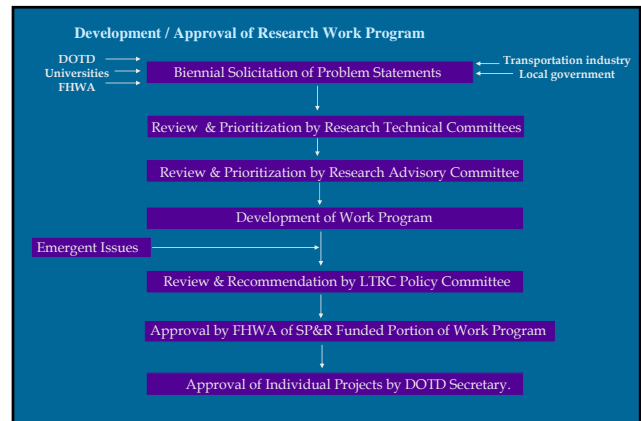 Development / Approval of Research Work Program
DOTD
Universities
FHWA
Transportation industry
Local government
Biennial Solicitation of Problem Statements
Review & Prioritization by Research Technical Committees
Review & Prioritization by Research Advisory Committee
Development of Work Program
Emergent Issues
Review & Recommendation by LTRC Policy Committee
Approval by FHWA of SP&R Funded Portion of Work Program
Approval of Individual Projects by DOTD Secretary.